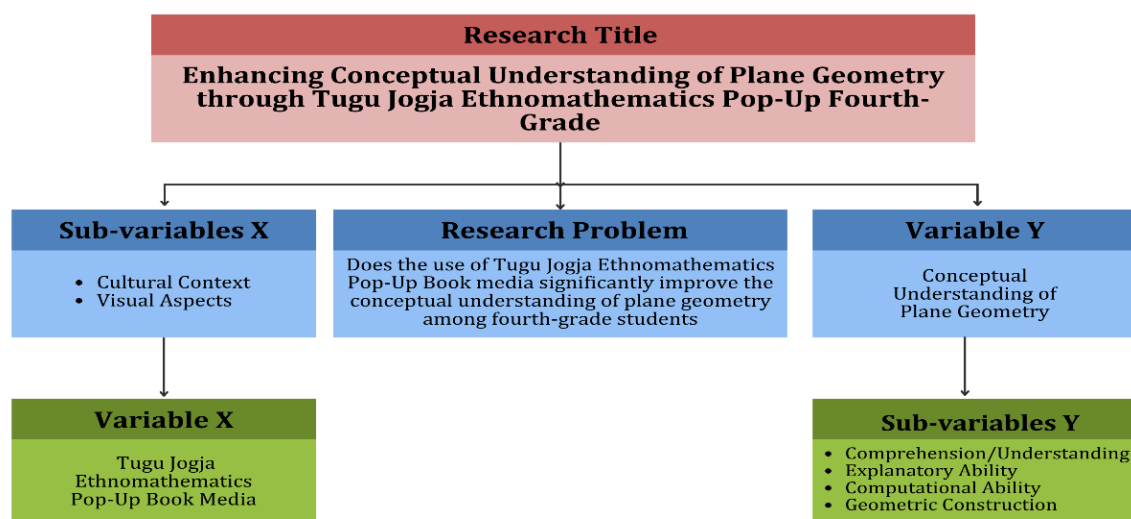 Research Title
Enhancing Conceptual Understanding of Plane Geometry
through Tugu Jogja Ethnomathematics Pop-Up Fourth-
Grade
Sub-variables X
• Cultural Context
• Visual Aspects
Research Problem
Does the use of Tugu Jogja Ethnomathematics
Pop-Up Book media significantly improve the
conceptual understanding of plane geometry
among fourth-grade students
Variable Y
Conceptual
Understanding of
Plane Geometry
Variable X
Tugu Jogja
Ethnomathematics
Pop-Up Book Media
Sub-variables Y
• Comprehension/Understanding
• Explanatory Ability
• Computational Ability
• Geometric Construction